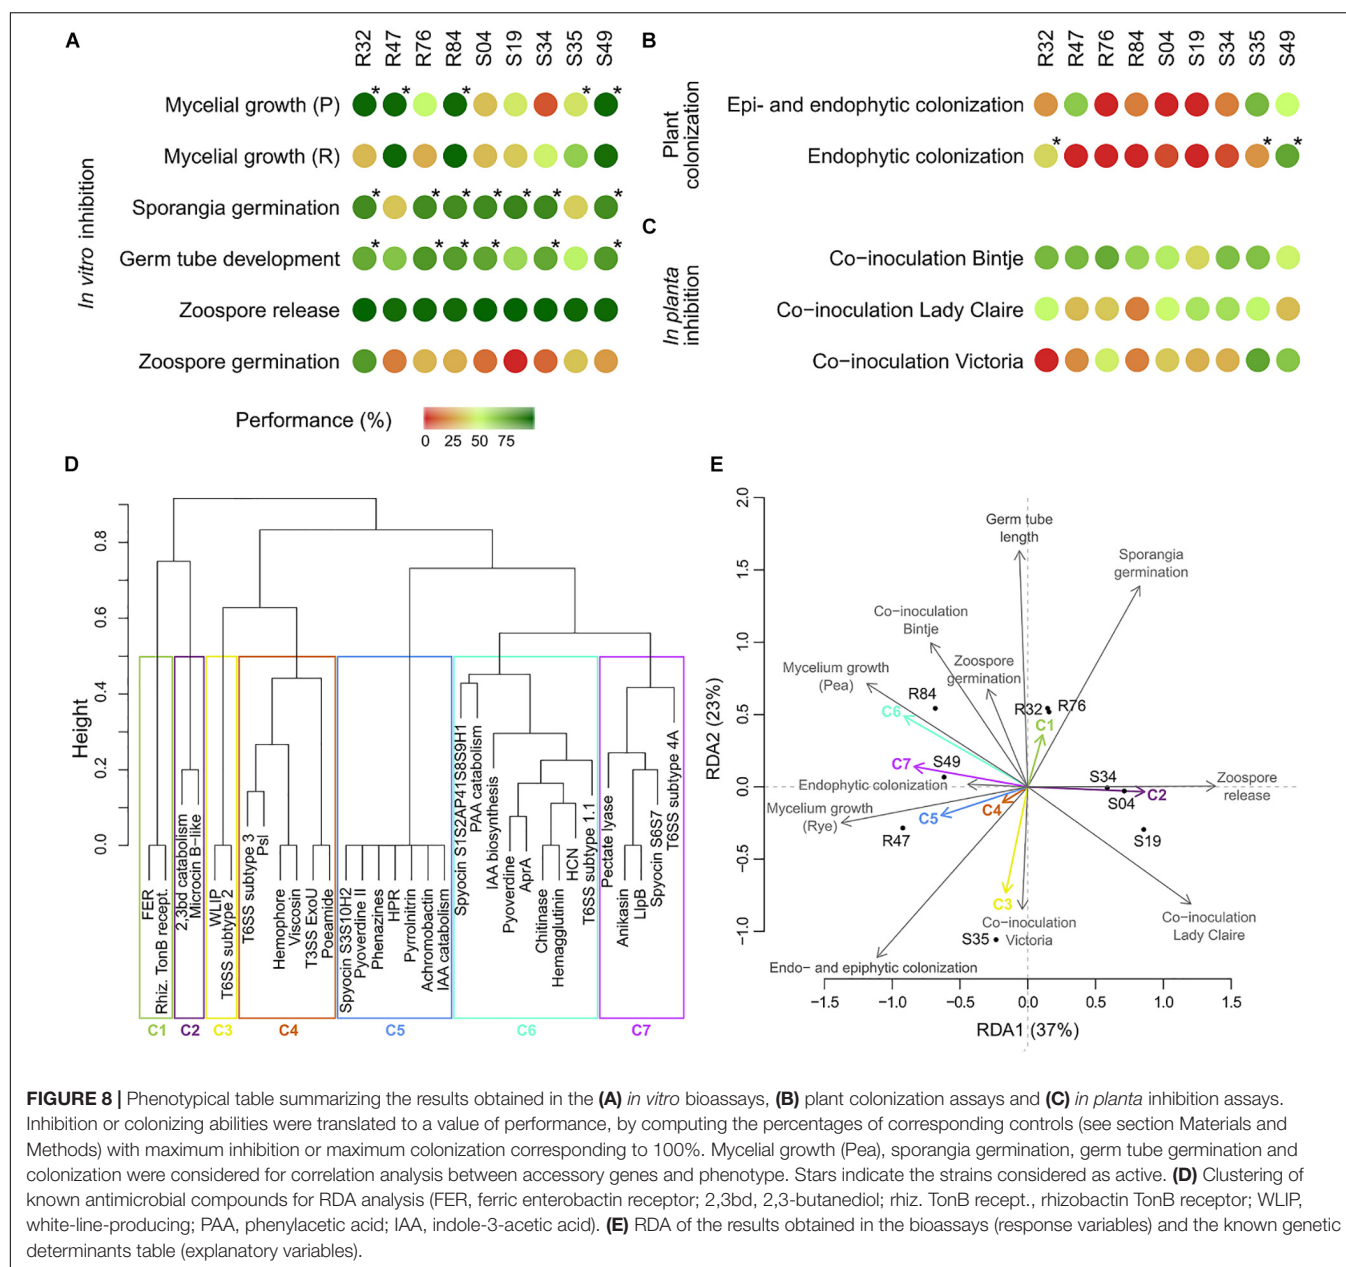 A
R32 R47 R76 R84 S04 S19 S34 S35 S49
In vitro inhibition
Mycelial growth (P) * * * * *
Mycelial growth (R)
Sporangia germination * * * * * * *
Germ tube development * * * * * *
Zoospore release
Zoospore germination
Performance (%)
0 25 50 75
B
R32 R47 R76 R84 S04 S19 S34 S35 S49
Plant
colonization
Epi- and endophytic colonization
Endophytic colonization * * *
C
In planta
inhibition
Co-inoculation Bintje
Co-inoculation Lady Claire
Co-inoculation Victoria
D
Height
0.8
0.6
0.4
0.2
0.0
FER
Rhiz. TonB recept.
2,3bd catabolism
Microcin B-like
WLIP
T6SS subtype 2
T6SS subtype 3
Psl
Hemophore
Viscosin
T3SS ExoU
Poeamide
Spyocin S3S10H2
Pyoverdine II
Phenazines
HPR
Pyrrolnitrin
Achromobactin
IAA catabolism
Spyocin S1S2AP41S8S9H1
PAA catabolism
IAA biosynthesis
Pyoverdine
AprA
Chitinase
Hemagglutinin
HCN
T6SS subtype 1.1
Pectate lyase
Anikasin
LlpB
Spyocin S6S7
T6SS subtype 4A
C1 C2 C3 C4 C5 C6 C7
E
RDA2 (23%)
2.0
1.5
1.0
0.5
0.0
-0.5
-1.0
Germ tube
length
Sporangia
germination
Co-inoculation
Bintje
Zoospore
germination
Mycelium growth
(Pea)
R84
R32 R76
C6
C1
C7
S49
Endophytic colonization
S34
Zoospore
release
C2
S04
C4
Mycelium growth
(Rye)
C5
R47
S19
C3
Co-inoculation
Victoria
S35
Co-inoculation
Lady Claire
Endo- and epiphytic colonization
-1.5 -1.0 -0.5 0.0 0.5 1.0 1.5
RDA1 (37%)
FIGURE 8 | Phenotypical table summarizing the results obtained in the (A) in vitro bioassays, (B) plant colonization assays and (C) in planta inhibition assays.
Inhibition or colonizing abilities were translated to a value of performance, by computing the percentages of corresponding controls (see section Materials and
Methods) with maximum inhibition or maximum colonization corresponding to 100%. Mycelial growth (Pea), sporangia germination, germ tube germination and
colonization were considered for correlation analysis between accessory genes and phenotype. Stars indicate the strains considered as active. (D) Clustering of
known antimicrobial compounds for RDA analysis (FER, ferric enterobactin receptor; 2,3bd, 2,3-butanediol; rhiz. TonB recept., rhizobactin TonB receptor; WLIP,
white-line-producing; PAA, phenylacetic acid; IAA, indole-3-acetic acid). (E) RDA of the results obtained in the bioassays (response variables) and the known genetic
determinants table (explanatory variables).